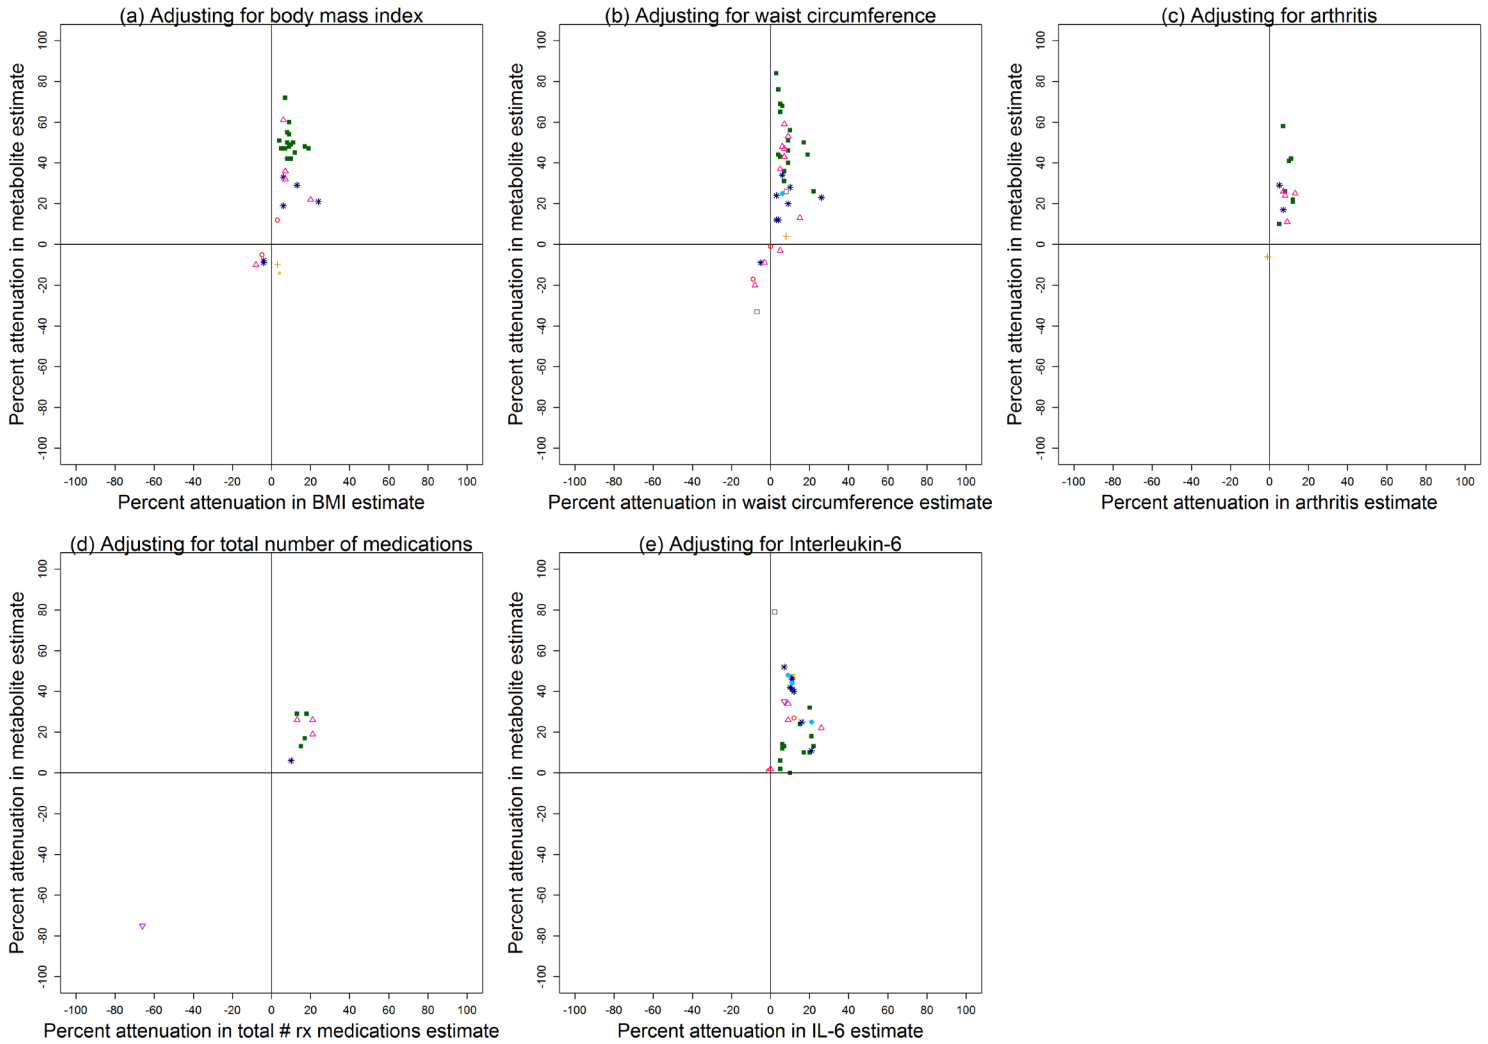 (a) Adjusting for body mass index
Percent attenuation in metabolite estimate
100
80
60
40
20
0
-20
-40
-60
-80
-100
-100 -80 -60 -40 -20 0 20 40 60 80 100
Percent attenuation in BMI estimate
(b) Adjusting for waist circumference
Percent attenuation in metabolite estimate
100
80
60
40
20
0
-20
-40
-60
-80
-100
-100 -80 -60 -40 -20 0 20 40 60 80 100
Percent attenuation in waist circumference estimate
(c) Adjusting for arthritis
Percent attenuation in metabolite estimate
100
80
60
40
20
0
-20
-40
-60
-80
-100
-100 -80 -60 -40 -20 0 20 40 60 80 100
Percent attenuation in arthritis estimate
(d) Adjusting for total number of medications
Percent attenuation in metabolite estimate
100
80
60
40
20
0
-20
-40
-60
-80
-100
-100 -80 -60 -40 -20 0 20 40 60 80 100
Percent attenuation in total # rx medications estimate
(e) Adjusting for Interleukin-6
Percent attenuation in metabolite estimate
100
80
60
40
20
0
-20
-40
-60
-80
-100
-100 -80 -60 -40 -20 0 20 40 60 80 100
Percent attenuation in IL-6 estimate